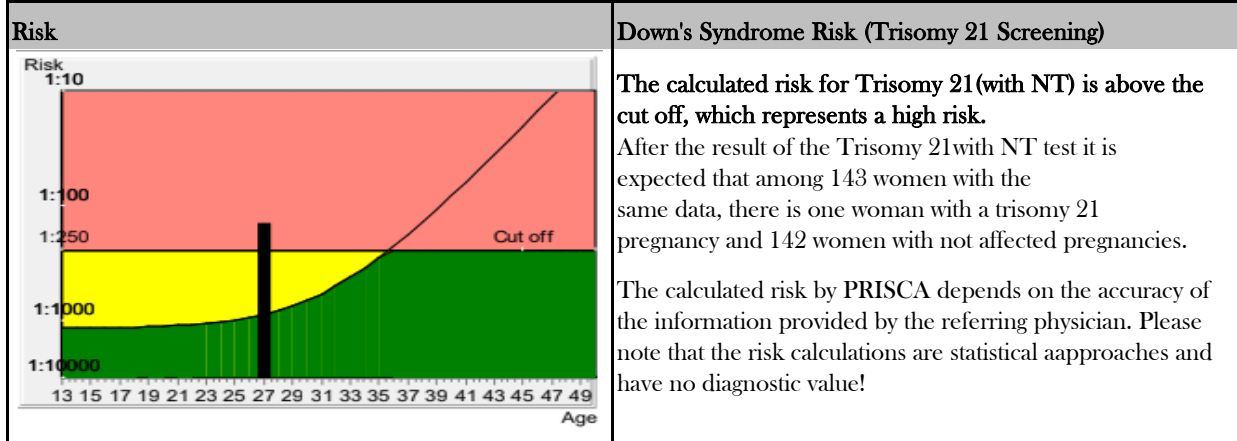 Risk
Down's Syndrome Risk (Trisomy 21 Screening)
Risk
1:10
1:100
1:250
Cut off
1:1000
1:10000
13 15 17 19 21 23 25 27 29 31 33 35 37 39 41 43 45 47 49
Age
The calculated risk for Trisomy 21(with NT) is above the
cut off, which represents a high risk.
After the result of the Trisomy 21with NT test it is
expected that among 143 women with the
same data, there is one woman with a trisomy 21
pregnancy and 142 women with not affected pregnancies.
The calculated risk by PRISCA depends on the accuracy of
the information provided by the referring physician. Please
note that the risk calculations are statistical aapproaches and
have no diagnostic value!